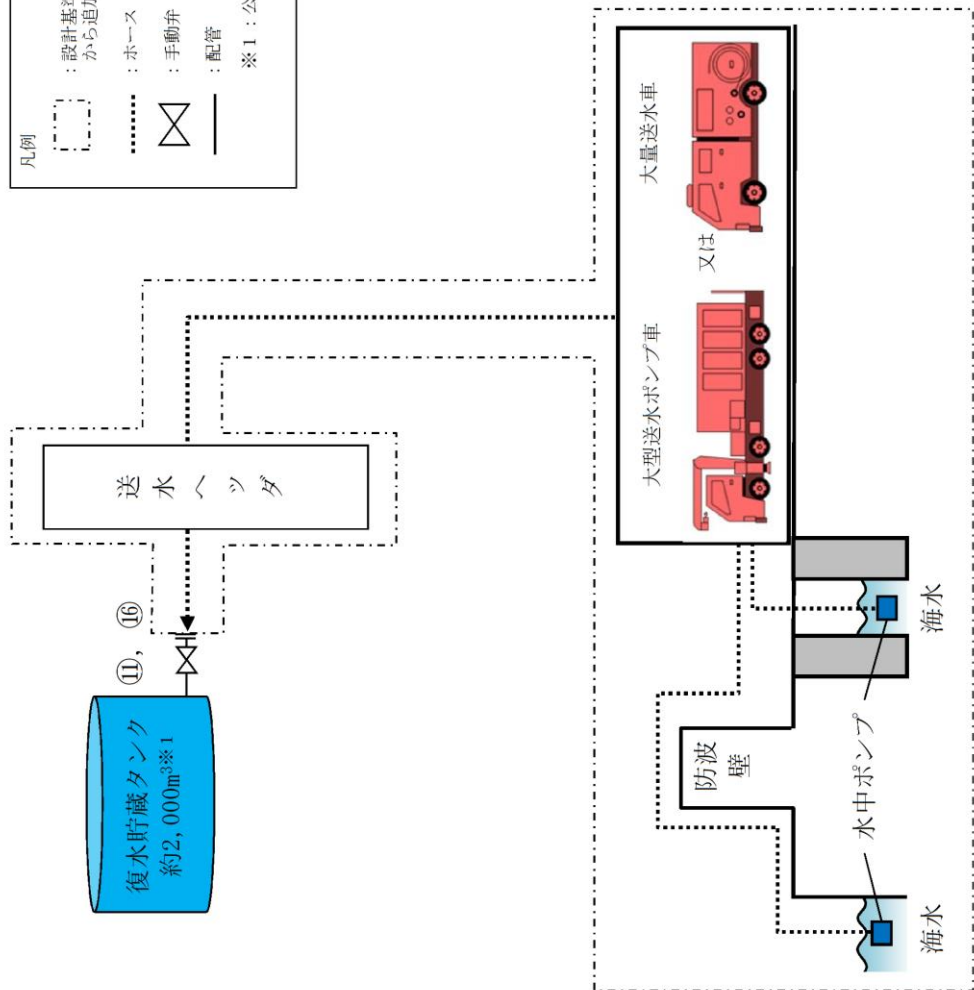 凡例
：設計基準
から追加
：ホース
：手動弁
：配管
※1：公
復水貯蔵タンク
約2,000m³※1
⑪，⑯
送水ヘッダ
大型送水ポンプ車
又は
大量送水車
防波
壁
水中ポンプ
海水
海水